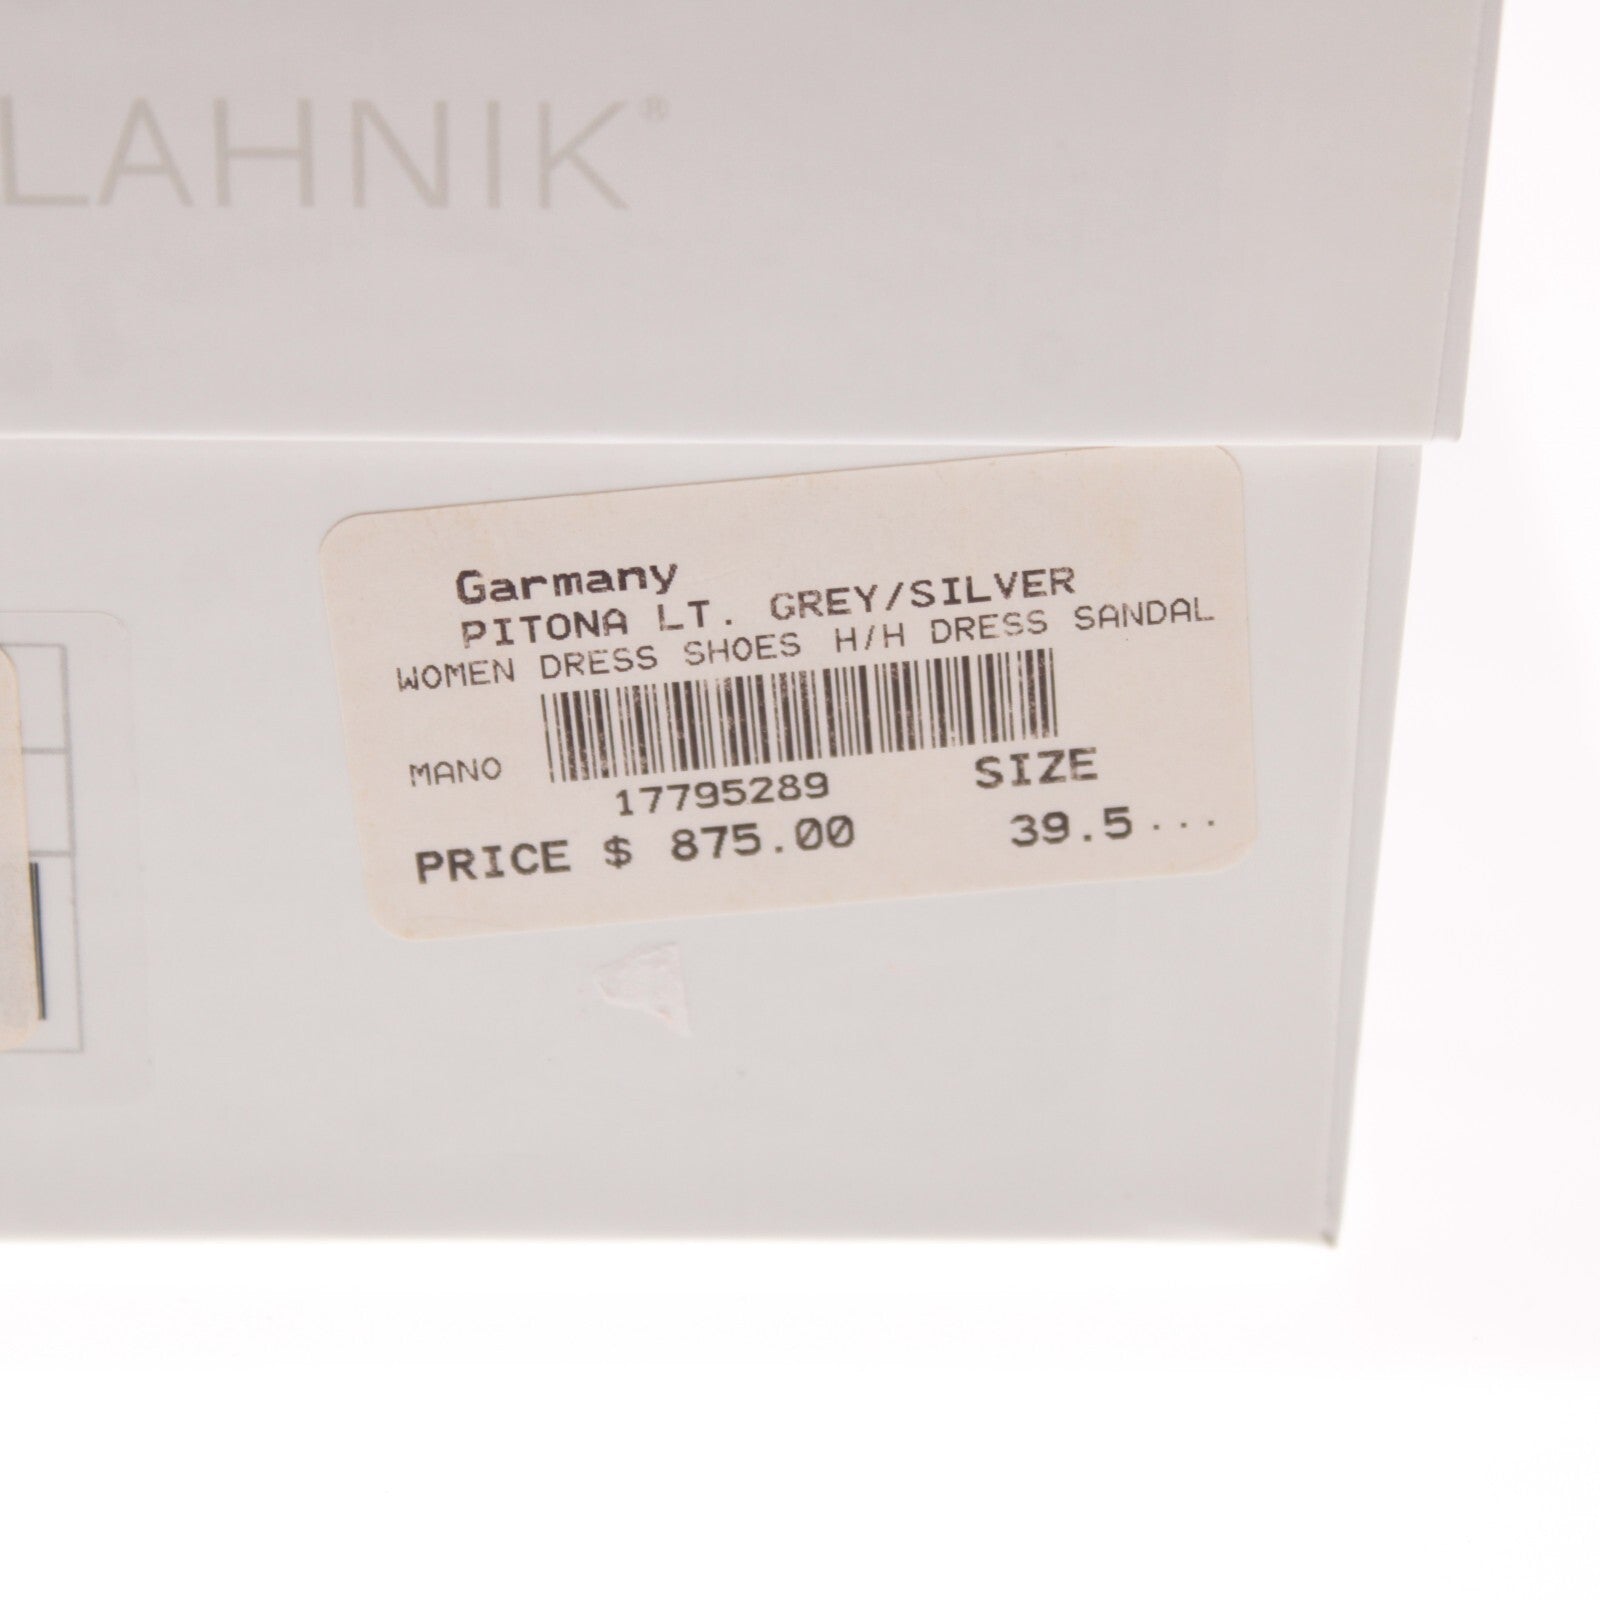 LAHNIK®
Garmany
PITONA LT. GREY/SILVER
WOMEN DRESS SHOES H/H DRESS SANDAL
MANO
17795289
SIZE
PRICE $ 875.00 39.5...